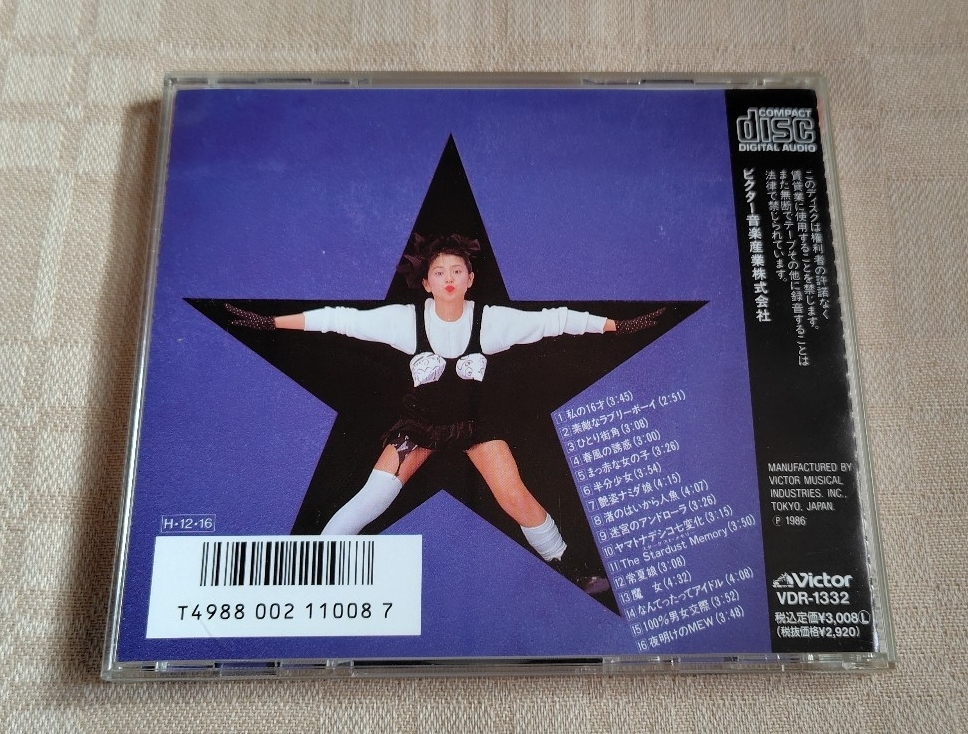 COMPACT
disc
DIGITAL AUDIO
このディスクは権利者の許諾なく
賃貸業に使用することを禁じます。
また無断でテープその他に録音することは
法律で禁じられています。
ビクター音楽産業株式会社
1 私の16才(3:45)
2 素敵なラブリーボーイ(2:51)
3 ひとり街角(3:08)
4 春風の誘惑(3:00)
5 まっ赤な女の子(3:26)
6 半分少女(3:54)
7 艶姿ナミダ娘(4:15)
8 渚のはいから人魚(4:07)
9 迷宮のアンドローラ(3:26)
10 ヤマトナデシコ七変化(3:15)
11 The Stardust Memory(3:50)
12 常夏娘(3:08)
13 魔 女(4:32)
14 なんてったってアイドル(4:08)
15 100%男女交際(3:52)
16 夜明けのMEW(3:48)
H・12・16
T4988 002 11008 7
MANUFACTURED BY
VICTOR MUSICAL
INDUSTRIES. INC.,
TOKYO, JAPAN.
Ⓟ 1986
Victor
VDR-1332
税込定価¥3,008Ⓛ
(税抜価格¥2,920)